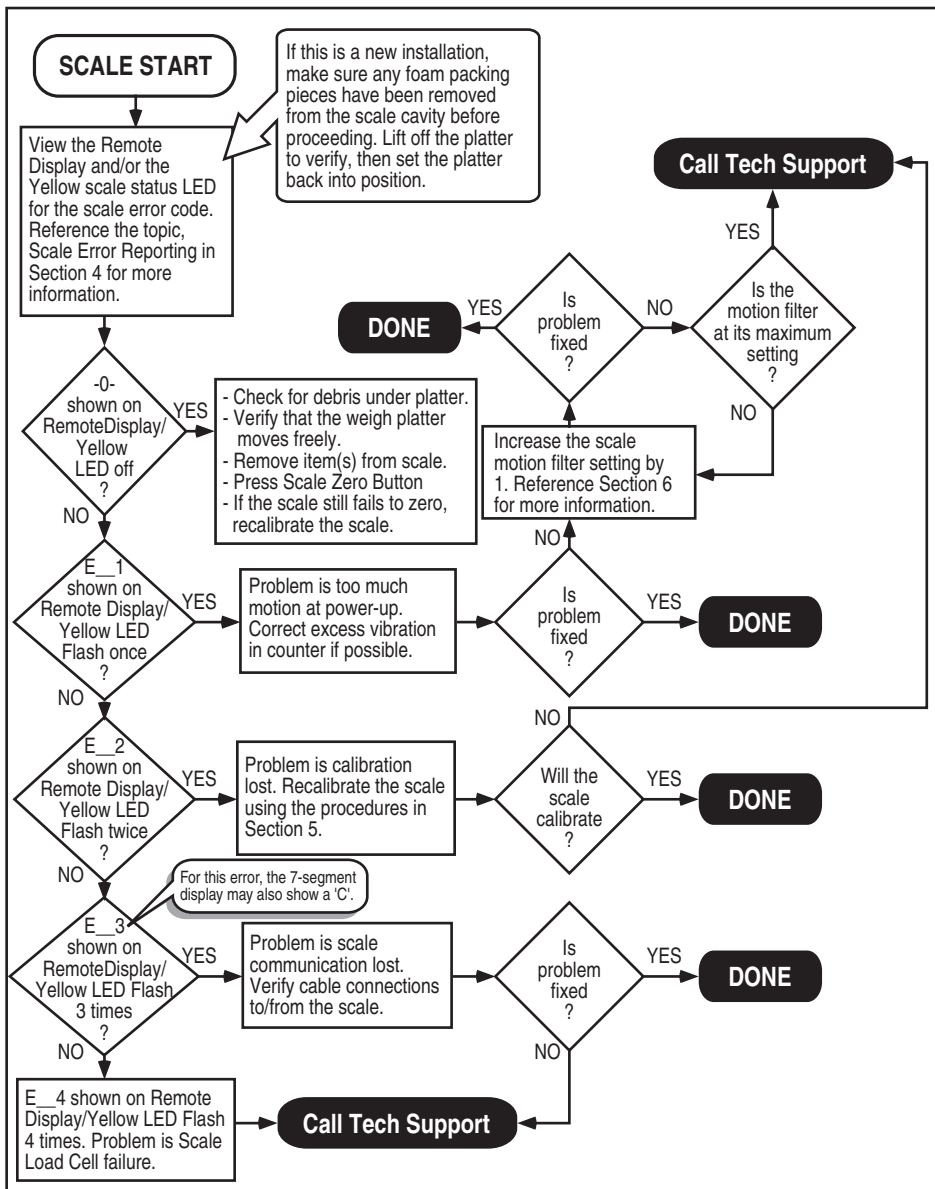 SCALE START
If this is a new installation,
make sure any foam packing
pieces have been removed
from the scale cavity before
proceeding. Lift off the platter
to verify, then set the platter
back into position.
View the Remote
Display and/or the
Yellow scale status LED
for the scale error code.
Reference the topic,
Scale Error Reporting in
Section 4 for more
information.
Call Tech Support
YES
Is the
motion filter
at its maximum
setting
?
NO
Is
problem
fixed
?
YES
NO
DONE
-0-
shown on
RemoteDisplay/
Yellow
LED off
?
YES
NO
- Check for debris under platter.
- Verify that the weigh platter
moves freely.
- Remove item(s) from scale.
- Press Scale Zero Button
- If the scale still fails to zero,
recalibrate the scale.
Increase the scale
motion filter setting by
1. Reference Section 6
for more information.
NO
E__1
shown on
Remote Display/
Yellow LED
Flash once
?
YES
NO
Problem is too much
motion at power-up.
Correct excess vibration
in counter if possible.
Is
problem
fixed
?
YES
DONE
E__2
shown on
Remote Display/
Yellow LED
Flash twice
?
YES
NO
Problem is calibration
lost. Recalibrate the scale
using the procedures in
Section 5.
NO
Will the
scale
calibrate
?
YES
DONE
For this error, the 7-segment
display may also show a 'C'.
E__3
shown on
RemoteDisplay/
Yellow LED Flash
3 times
?
YES
NO
Problem is scale
communication lost.
Verify cable connections
to/from the scale.
Is
problem
fixed
?
YES
DONE
NO
E__4 shown on Remote
Display/Yellow LED Flash
4 times. Problem is Scale
Load Cell failure.
Call Tech Support